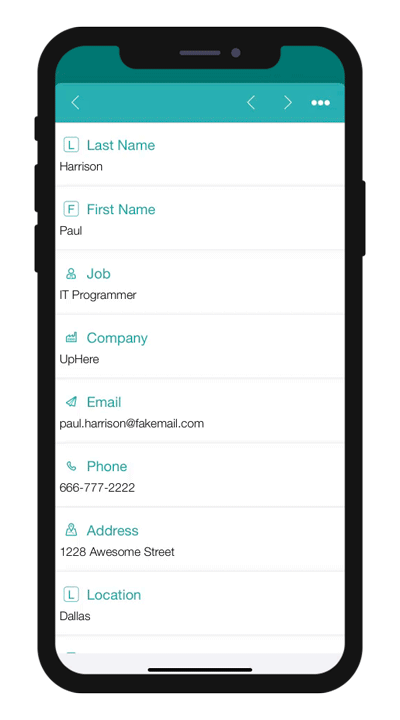 Last Name
Harrison
First Name
Paul
Job
IT Programmer
Company
UpHere
Email
paul.harrison@fakemail.com
Phone
666-777-2222
Address
1228 Awesome Street
Location
Dallas